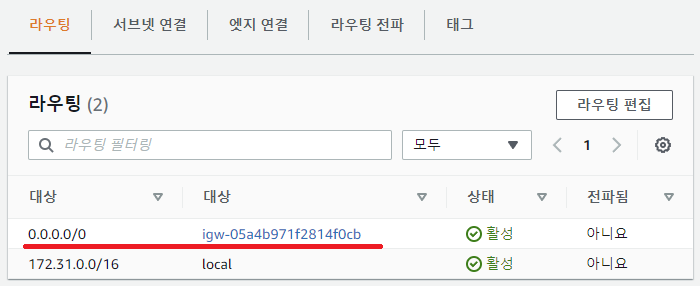 라우팅 서브넷 연결 엣지 연결 라우팅 전파 태그
라우팅 (2) 라우팅 편집
라우팅 필터링 모두 1
대상 대상 상태 전파됨
0.0.0.0/0 igw-05a4b971f2814f0cb 활성 아니요
172.31.0.0/16 local 활성 아니요